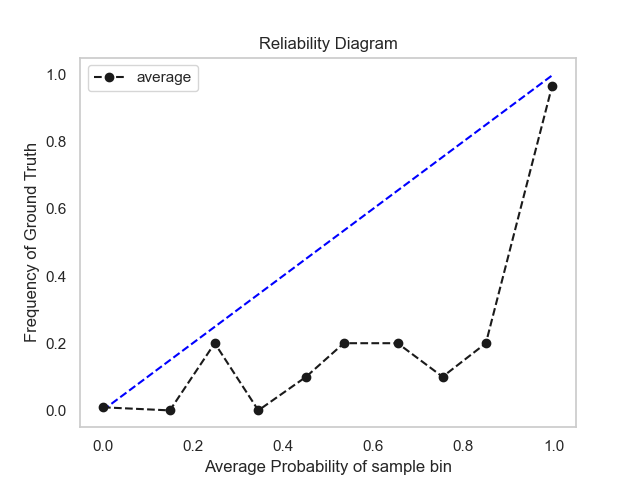 Reliability Diagram
average
Frequency of Ground Truth
1.0
0.8
0.6
0.4
0.2
0.0
0.0 0.2 0.4 0.6 0.8 1.0
Average Probability of sample bin